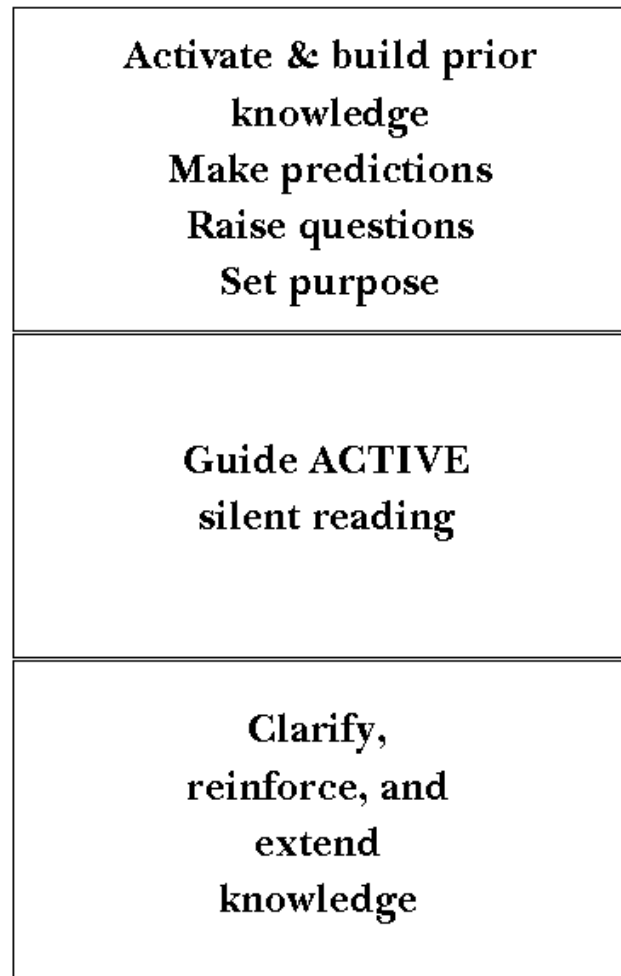 Activate & build prior
knowledge
Make predictions
Raise questions
Set purpose
Guide ACTIVE
silent reading
Clarify,
reinforce, and
extend
knowledge